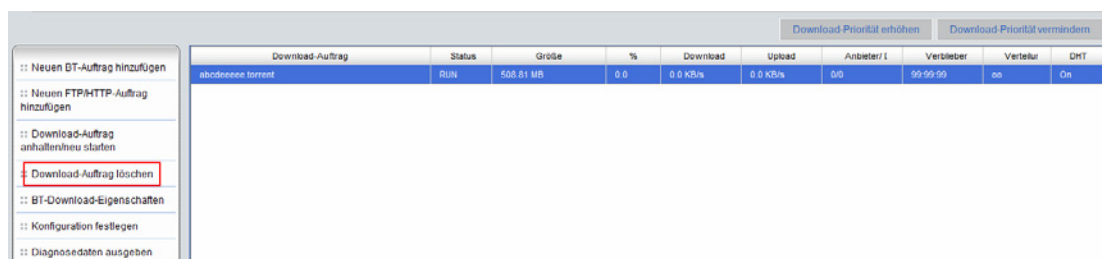 Download-Priorität erhöhen Download-Priorität vermindern
:: Neuen BT-Auftrag hinzufügen
:: Neuen FTP/HTTP-Auftrag
hinzufügen
:: Download-Auftrag
anhalten/neu starten
:: Download-Auftrag löschen
:: BT-Download-Eigenschaften
:: Konfiguration festlegen
:: Diagnosedaten ausgeben
Download-Auftrag Status Größe % Download Upload Anbieter/ Verbleiber Verteilur DHT
abcdeeeee.torrent RUN 508.81 MB 0.0 0.0 KB/s 0.0 KB/s 0/0 99:99:99 oo On